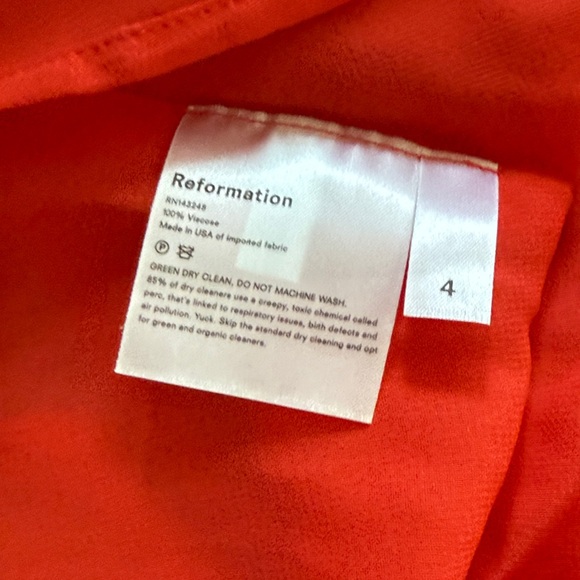 Reformation
RN143248
100% Viscose
Made in USA of imported fabric
P
GREEN DRY CLEAN, DO NOT MACHINE WASH.
85% of dry cleaners use a creepy, toxic chemical called
perc, that's linked to respiratory issues, birth defects and
air pollution. Yuck. Skip the standard dry cleaning and opt
for green and organic cleaners.
4